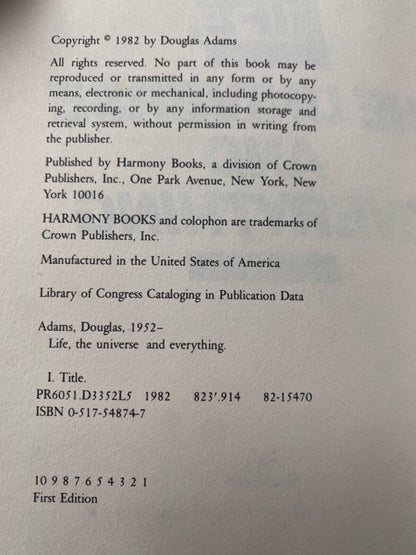 Copyright © 1982 by Douglas Adams
All rights reserved. No part of this book may be
reproduced or transmitted in any form or by any
means, electronic or mechanical, including photocopy-
ing, recording, or by any information storage and
retrieval system, without permission in writing from
the publisher.
Published by Harmony Books, a division of Crown
Publishers, Inc., One Park Avenue, New York, New
York 10016
HARMONY BOOKS and colophon are trademarks of
Crown Publishers, Inc.
Manufactured in the United States of America
Library of Congress Cataloging in Publication Data
Adams, Douglas, 1952–
Life, the universe and everything.
I. Title.
PR6051.D3352L5 1982 823′.914 82-15470
ISBN 0-517-54874-7
10 9 8 7 6 5 4 3 2 1
First Edition